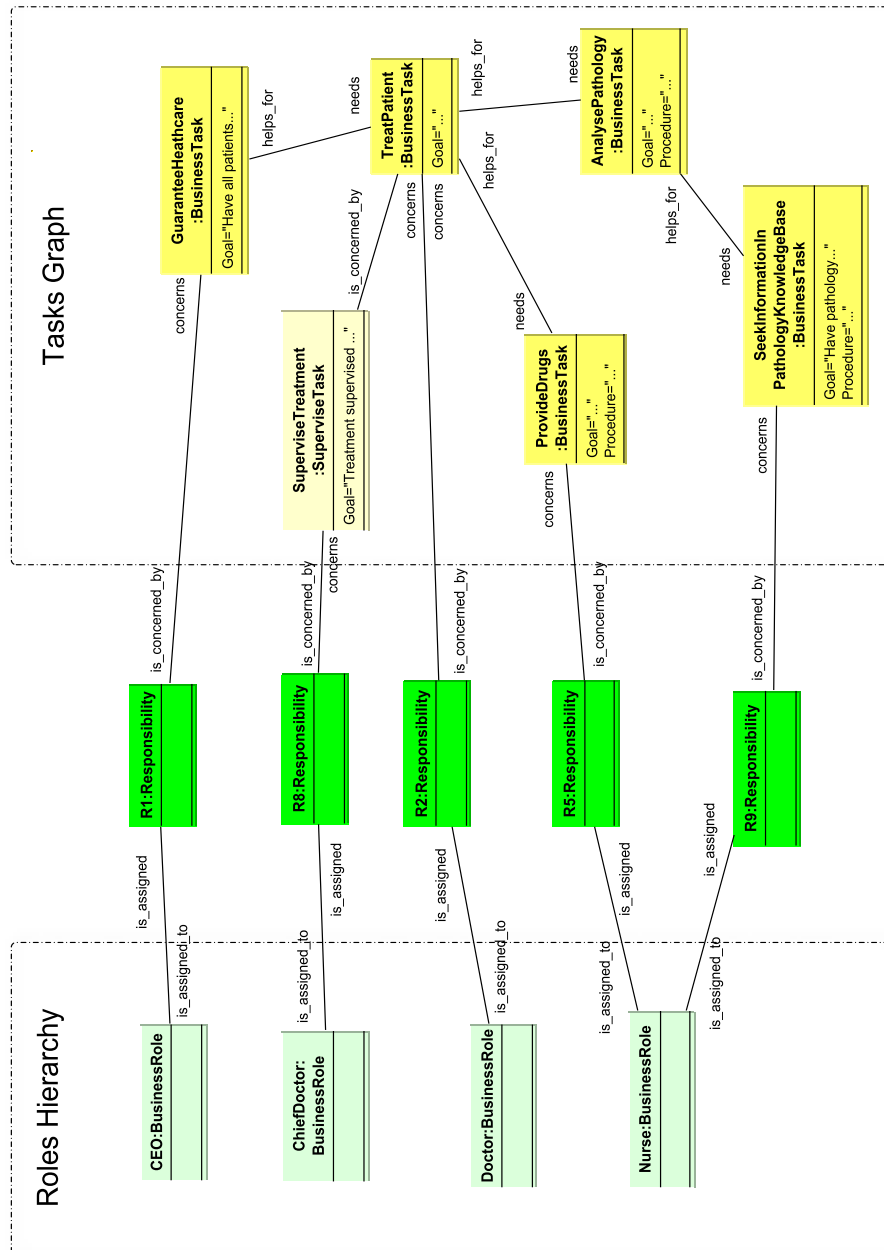 Roles Hierarchy
Tasks Graph
CEO:BusinessRole
is_assigned_to
is_assigned
R1:Responsibility
is_concerned_by
concerns
GuaranteeHeathcare
:BusinessTask
Goal="Have all patients..."
helps_for
needs
ChiefDoctor:
BusinessRole
is_assigned_to
is_assigned
R8:Responsibility
is_concerned_by
concerns
SuperviseTreatment
:SuperviseTask
Goal="Treatment supervised ..."
is_concerned_by
concerns
TreatPatient
:BusinessTask
Goal="..."
helps_for
needs
Doctor:BusinessRole
is_assigned_to
is_assigned
R2:Responsibility
is_concerned_by
concerns
helps_for
needs
Nurse:BusinessRole
is_assigned_to
is_assigned
R5:Responsibility
is_concerned_by
concerns
ProvideDrugs
:BusinessTask
Goal="..."
Procedure="..."
AnalysePathology
:BusinessTask
Goal="..."
Procedure="..."
helps_for
needs
is_assigned_to
is_assigned
R9:Responsibility
is_concerned_by
concerns
SeekInformationIn
PathologyKnowledgeBase
:BusinessTask
Goal="Have pathology..."
Procedure="..."